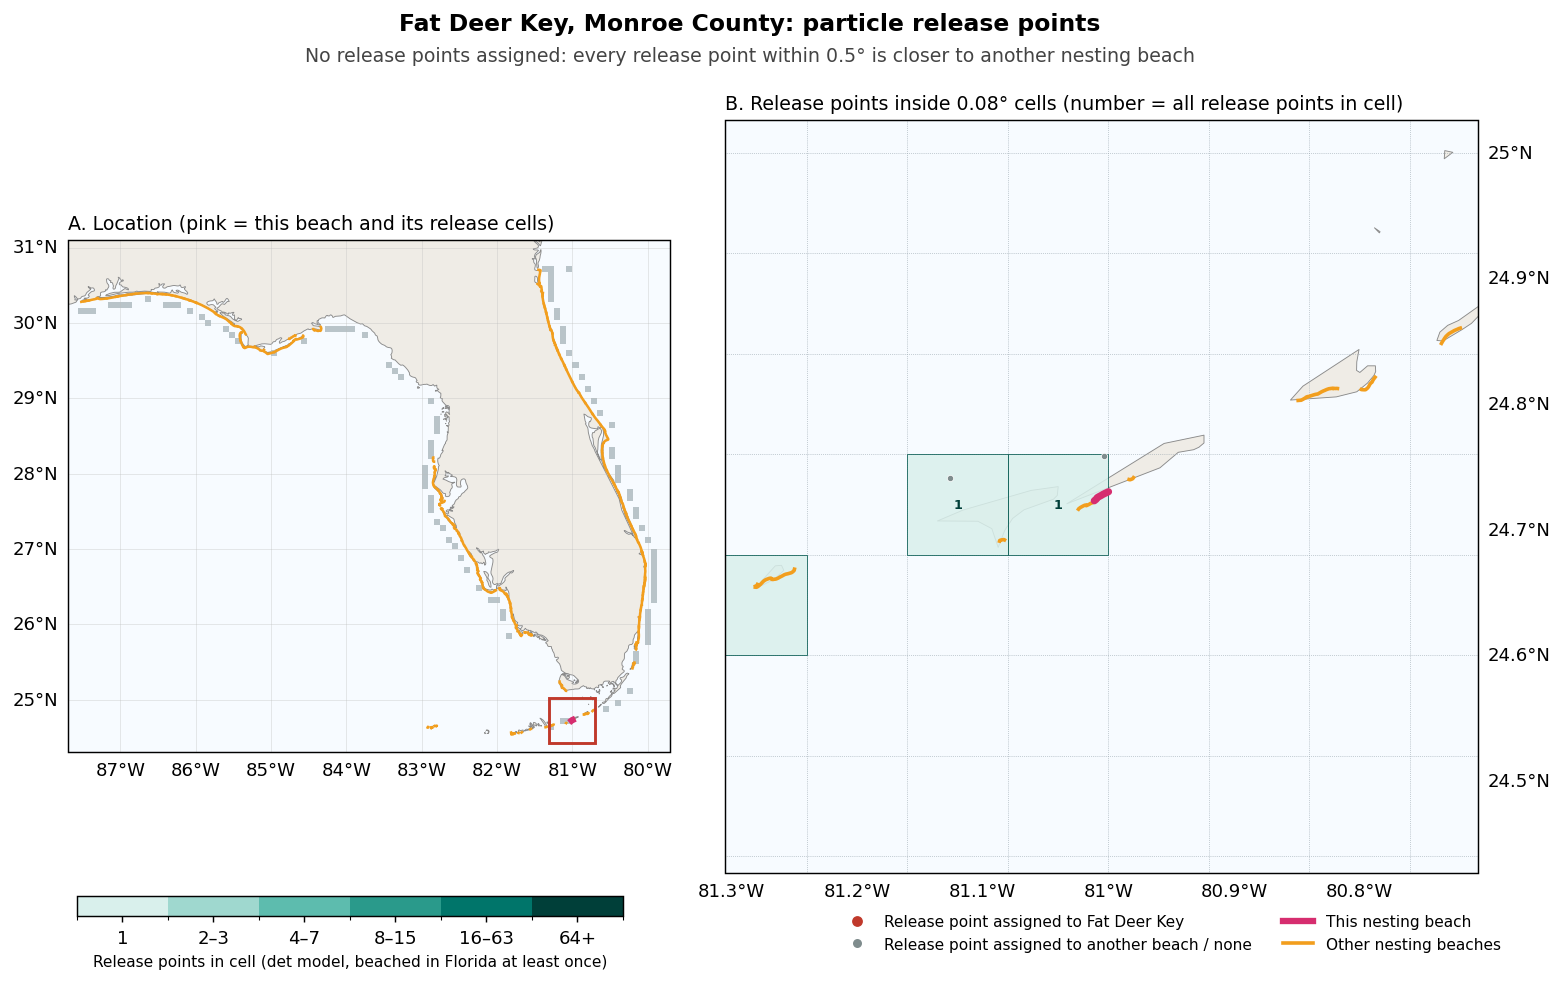 Fat Deer Key, Monroe County: particle release points
No release points assigned: every release point within 0.5° is closer to another nesting beach
A. Location (pink = this beach and its release cells)
31°N
30°N
29°N
28°N
27°N
26°N
25°N
87°W 86°W 85°W 84°W 83°W 82°W 81°W 80°W
1 2–3 4–7 8–15 16–63 64+
Release points in cell (det model, beached in Florida at least once)
B. Release points inside 0.08° cells (number = all release points in cell)
25°N
24.9°N
24.8°N
24.7°N
24.6°N
24.5°N
1 1
81.3°W 81.2°W 81.1°W 81°W 80.9°W 80.8°W
Release point assigned to Fat Deer Key
Release point assigned to another beach / none
This nesting beach
Other nesting beaches